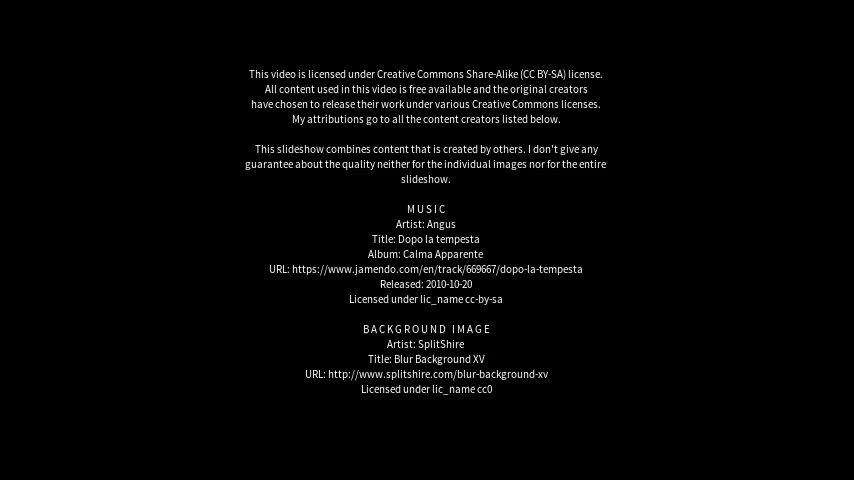 This video is licensed under Creative Commons Share-Alike (CC BY-SA) license.
All content used in this video is free available and the original creators
have chosen to release their work under various Creative Commons licenses.
My attributions go to all the content creators listed below.
This slideshow combines content that is created by others. I don't give any
guarantee about the quality neither for the individual images nor for the entire
slideshow.
MUSIC
Artist: Angus
Title: Dopo la tempesta
Album: Calma Apparente
URL: https://www.jamendo.com/en/track/669667/dopo-la-tempesta
Released: 2010-10-20
Licensed under lic_name cc-by-sa
BACKGROUND IMAGE
Artist: SplitShire
Title: Blur Background XV
URL: http://www.splitshire.com/blur-background-xv
Licensed under lic_name cc0